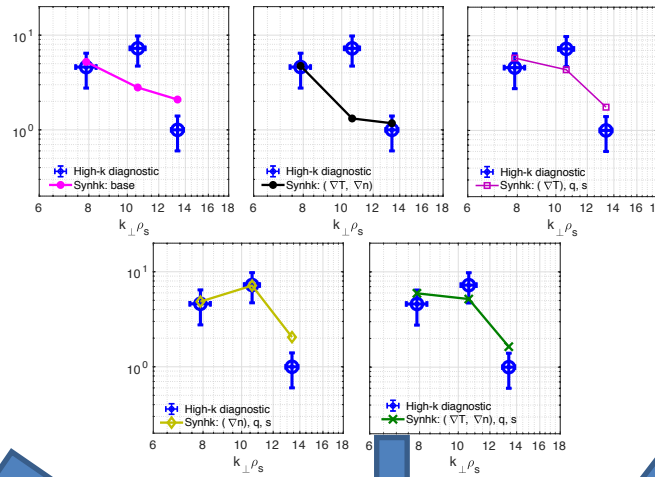 10¹
10⁰
High-k diagnostic
Synhk: base
6 8 10 12 14 16 18
k⊥ρs
High-k diagnostic
Synhk: (∇T, ∇n)
6 8 10 12 14 16 18
k⊥ρs
High-k diagnostic
Synhk: (∇T), q, s
6 8 10 12 14 16 18
k⊥ρs
10¹
10⁰
High-k diagnostic
Synhk: (∇n), q, s
6 8 10 12 14 16 18
k⊥ρs
High-k diagnostic
Synhk: (∇T, ∇n), q, s
6 8 10 12 14 16 18
k⊥ρs